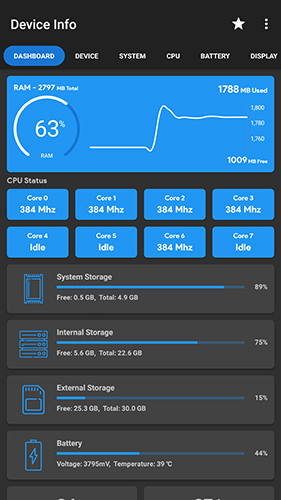 Device Info
DASHBOARD DEVICE SYSTEM CPU BATTERY DISPLAY
RAM - 2797 MB Total
1788 MB Used
63%
RAM
1,800
1,780
1,760
1009 MB Free
CPU Status
Core 0 Core 1 Core 2 Core 3
384 Mhz 384 Mhz 384 Mhz 384 Mhz
Core 4 Core 5 Core 6 Core 7
Idle Idle 384 Mhz Idle
System Storage
89%
Free: 0.5 GB, Total: 4.9 GB
Internal Storage
75%
Free: 5.6 GB, Total: 22.6 GB
External Storage
15%
Free: 25.3 GB, Total: 30.0 GB
Battery
44%
Voltage: 3795mV, Temperature: 39 °C